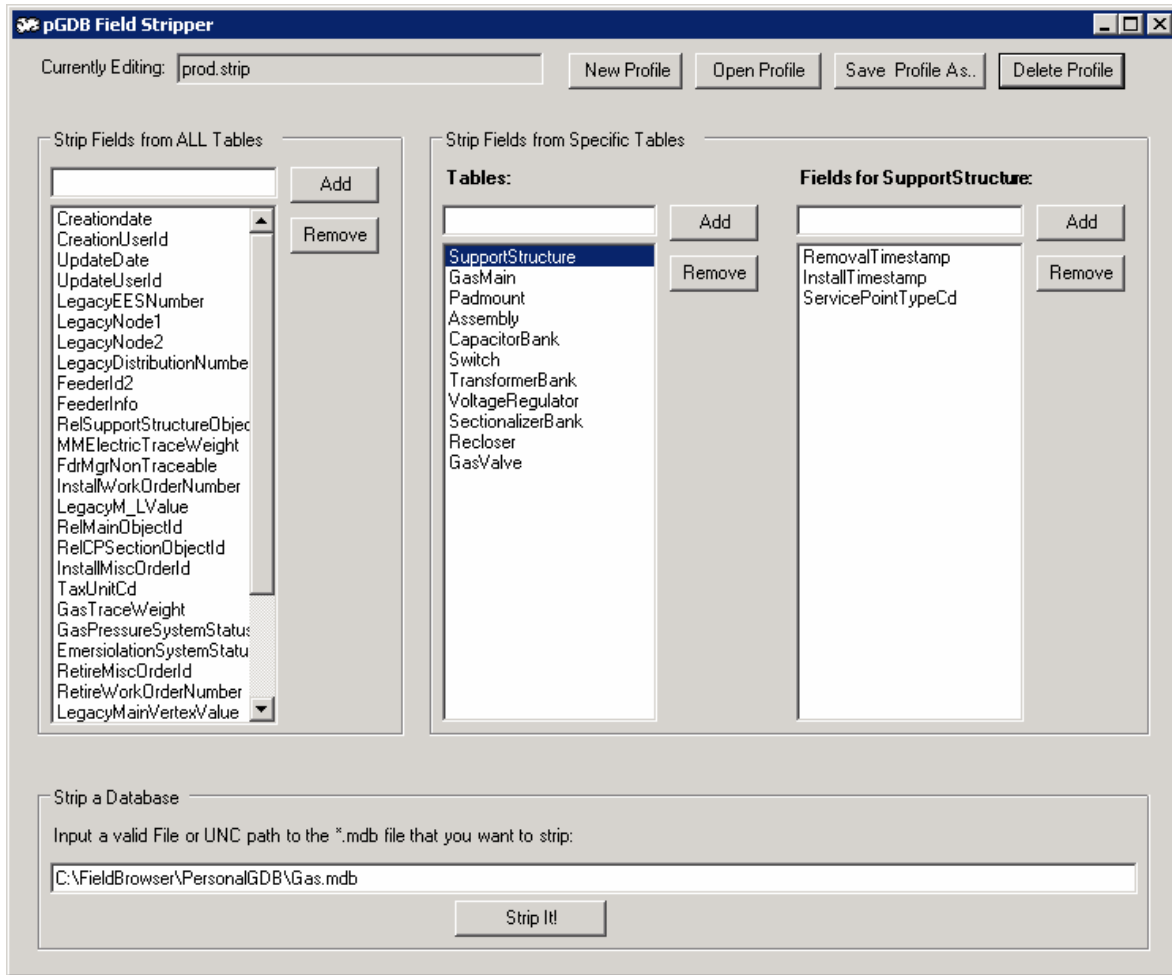 pGDB Field Stripper
Currently Editing: prod.strip
New Profile
Open Profile
Save Profile As..
Delete Profile
Strip Fields from ALL Tables
Add
Remove
Creationdate
CreationUserId
UpdateDate
UpdateUserId
LegacyEESNumber
LegacyNode1
LegacyNode2
LegacyDistributionNumbe
FeederId2
FeederInfo
RelSupportStructureObjec
MMElectricTraceWeight
FdrMgrNonTraceable
InstallWorkOrderNumber
LegacyM_LValue
RelMainObjectId
RelCPSectionObjectId
InstallMiscOrderId
TaxUnitCd
GasTraceWeight
GasPressureSystemStatus
EmersiolationSystemStatu
RetireMiscOrderId
RetireWorkOrderNumber
LegacyMainVertexValue
Strip Fields from Specific Tables
Tables:
Add
Remove
SupportStructure
GasMain
Padmount
Assembly
CapacitorBank
Switch
TransformerBank
VoltageRegulator
SectionalizerBank
Recloser
GasValve
Fields for SupportStructure:
Add
Remove
RemovalTimestamp
InstallTimestamp
ServicePointTypeCd
Strip a Database
Input a valid File or UNC path to the *.mdb file that you want to strip:
C:\FieldBrowser\PersonalGDB\Gas.mdb
Strip It!